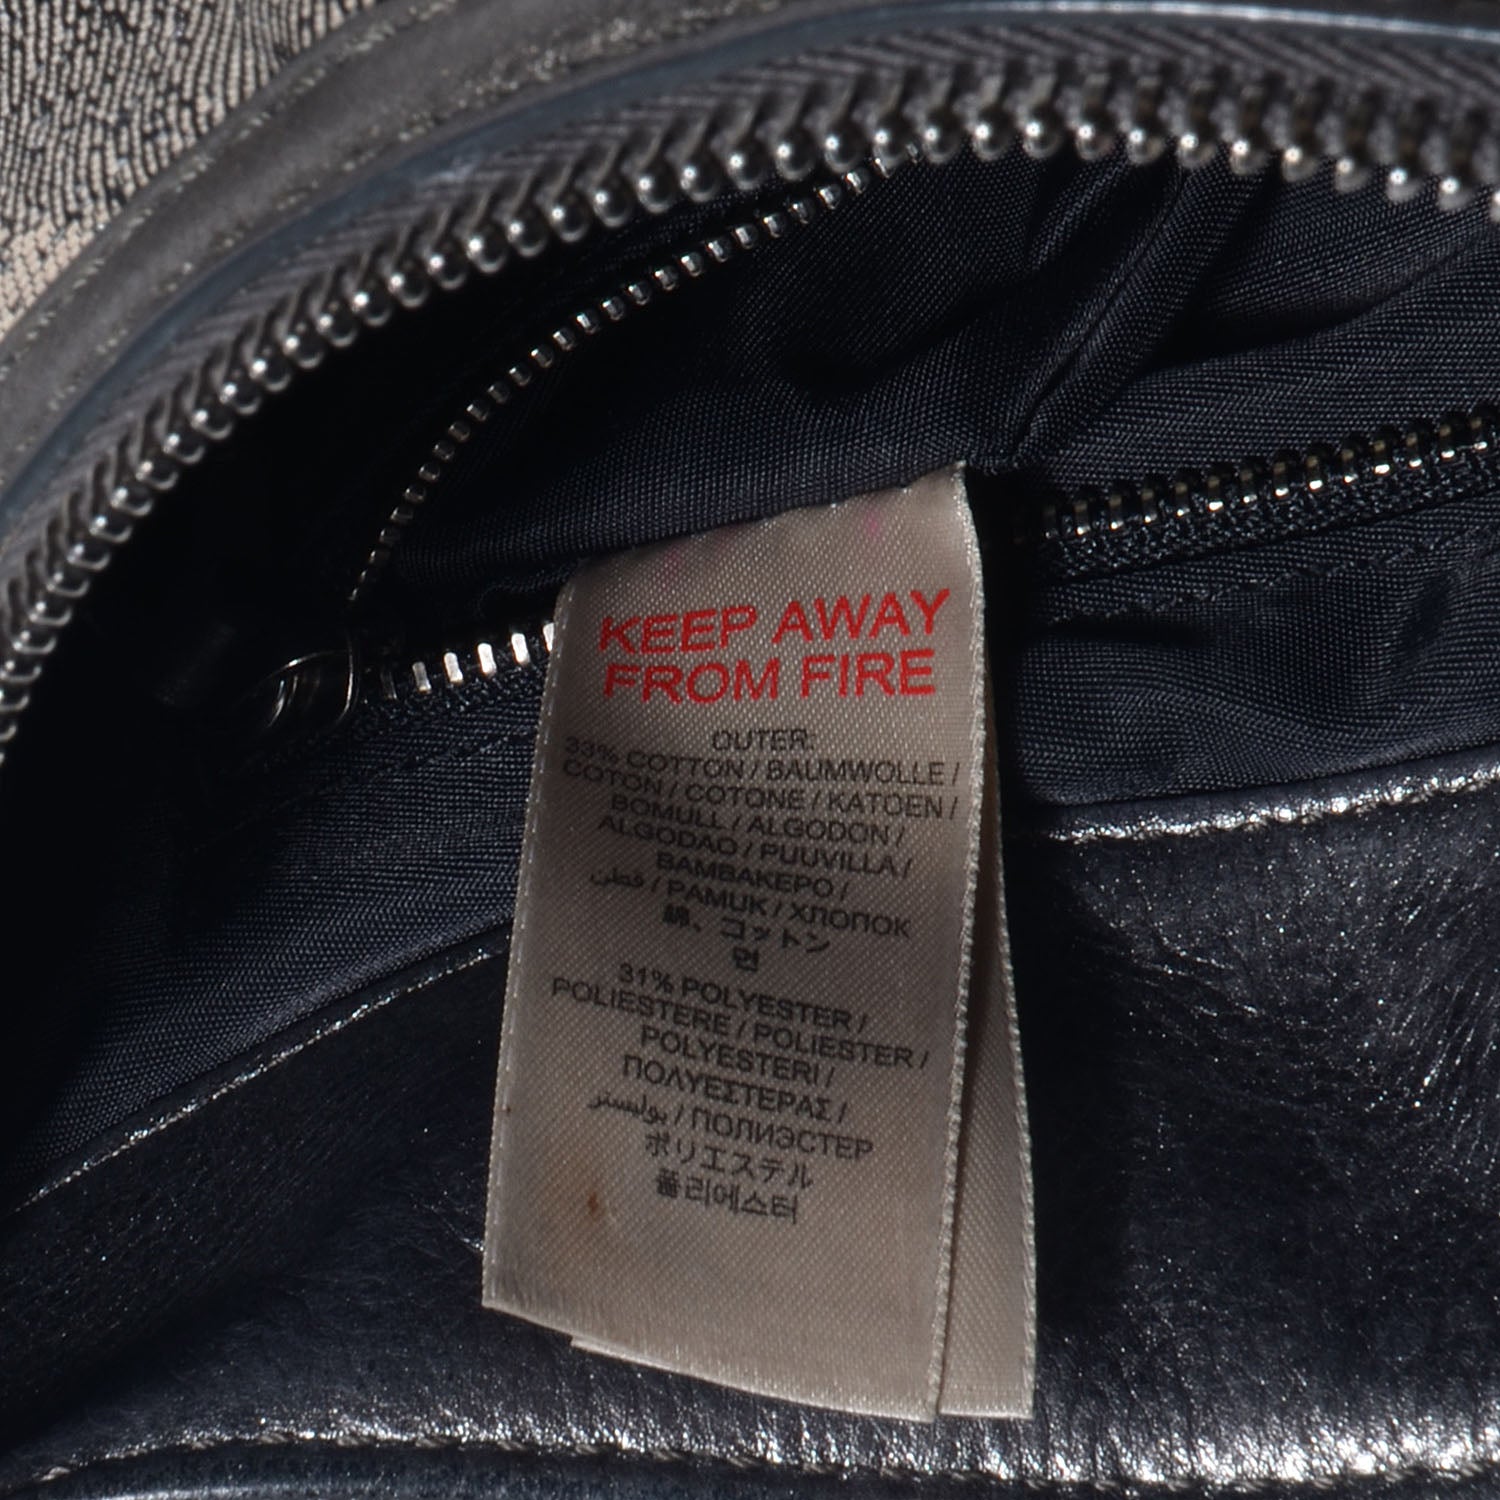 KEEP AWAY
FROM FIRE
OUTER:
33% COTTON / BAUMWOLLE /
COTON / COTONE / KATOEN /
BOMULL / ALGODON /
ALGODAO / PUUVILLA /
BAMBAKEPO /
قطن / PAMUK / ХЛОПОК
綿、コットン
면
31% POLYESTER /
POLIESTERE / POLIESTER /
POLYESTERI /
ΠΟΛΥΕΣΤΕΡΑΣ /
بوليستر / ПОЛИЭСТЕР
ポリエステル
폴리에스터